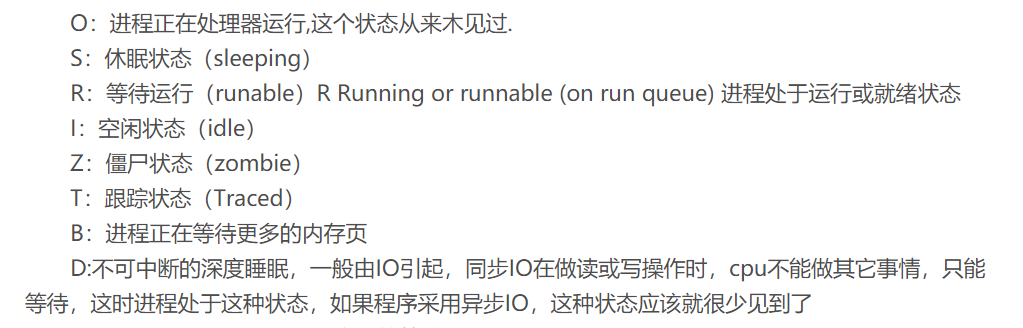 O：进程正在处理器运行,这个状态从来木见过.
S：休眠状态（sleeping）
R：等待运行（runable）R Running or runnable (on run queue) 进程处于运行或就绪状态
I：空闲状态（idle）
Z：僵尸状态（zombie）
T：跟踪状态（Traced）
B：进程正在等待更多的内存页
D:不可中断的深度睡眠，一般由IO引起，同步IO在做读或写操作时，cpu不能做其它事情，只能
等待，这时进程处于这种状态，如果程序采用异步IO，这种状态应该就很少见到了